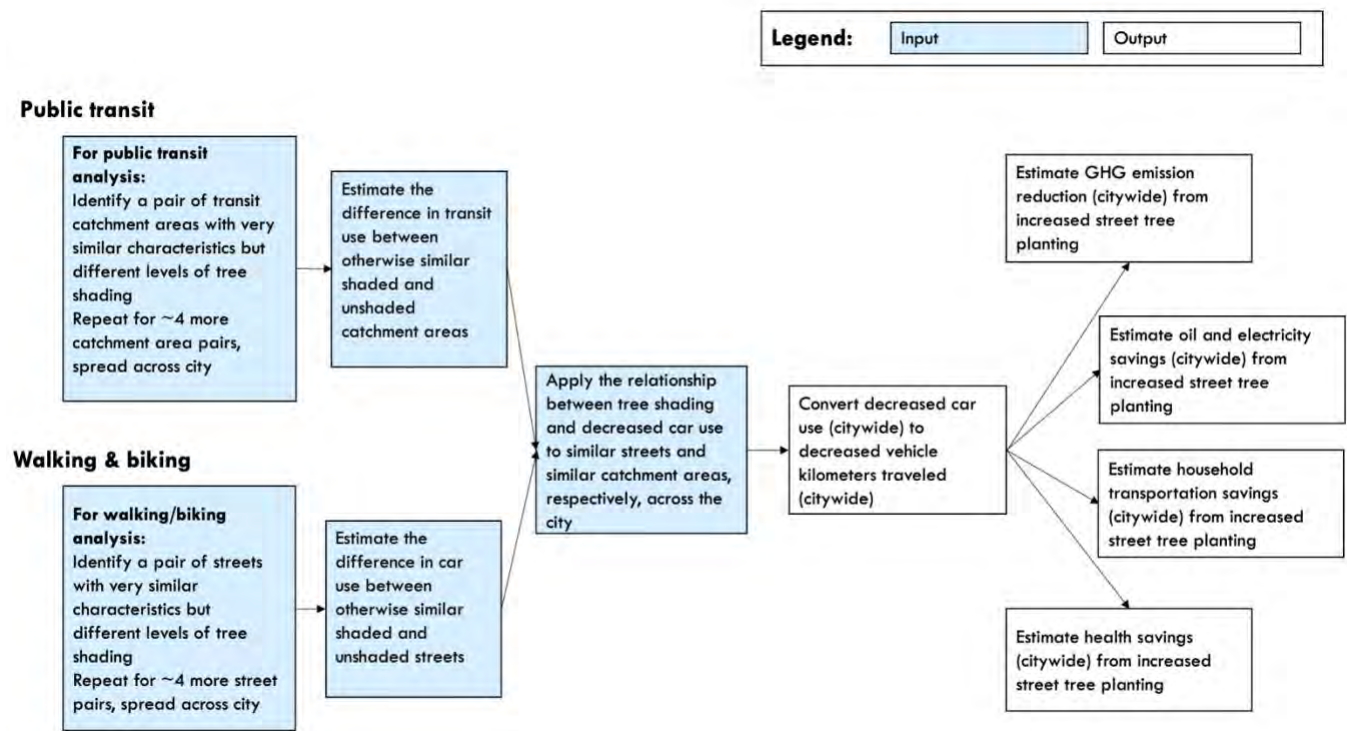 Legend:
Input
Output
Public transit
For public transit
analysis:
Identify a pair of transit
catchment areas with very
similar characteristics but
different levels of tree
shading
Repeat for ~4 more
catchment area pairs,
spread across city
Estimate the
difference in transit
use between
otherwise similar
shaded and
unshaded
catchment areas
Walking & biking
For walking/biking
analysis:
Identify a pair of streets
with very similar
characteristics but
different levels of tree
shading
Repeat for ~4 more street
pairs, spread across city
Estimate the
difference in car
use between
otherwise similar
shaded and
unshaded streets
Apply the relationship
between tree shading
and decreased car use
to similar streets and
similar catchment areas,
respectively, across the
city
Convert decreased car
use (citywide) to
decreased vehicle
kilometers traveled
(citywide)
Estimate GHG emission
reduction (citywide) from
increased street tree
planting
Estimate oil and electricity
savings (citywide) from
increased street tree
planting
Estimate household
transportation savings
(citywide) from increased
street tree planting
Estimate health savings
(citywide) from increased
street tree planting